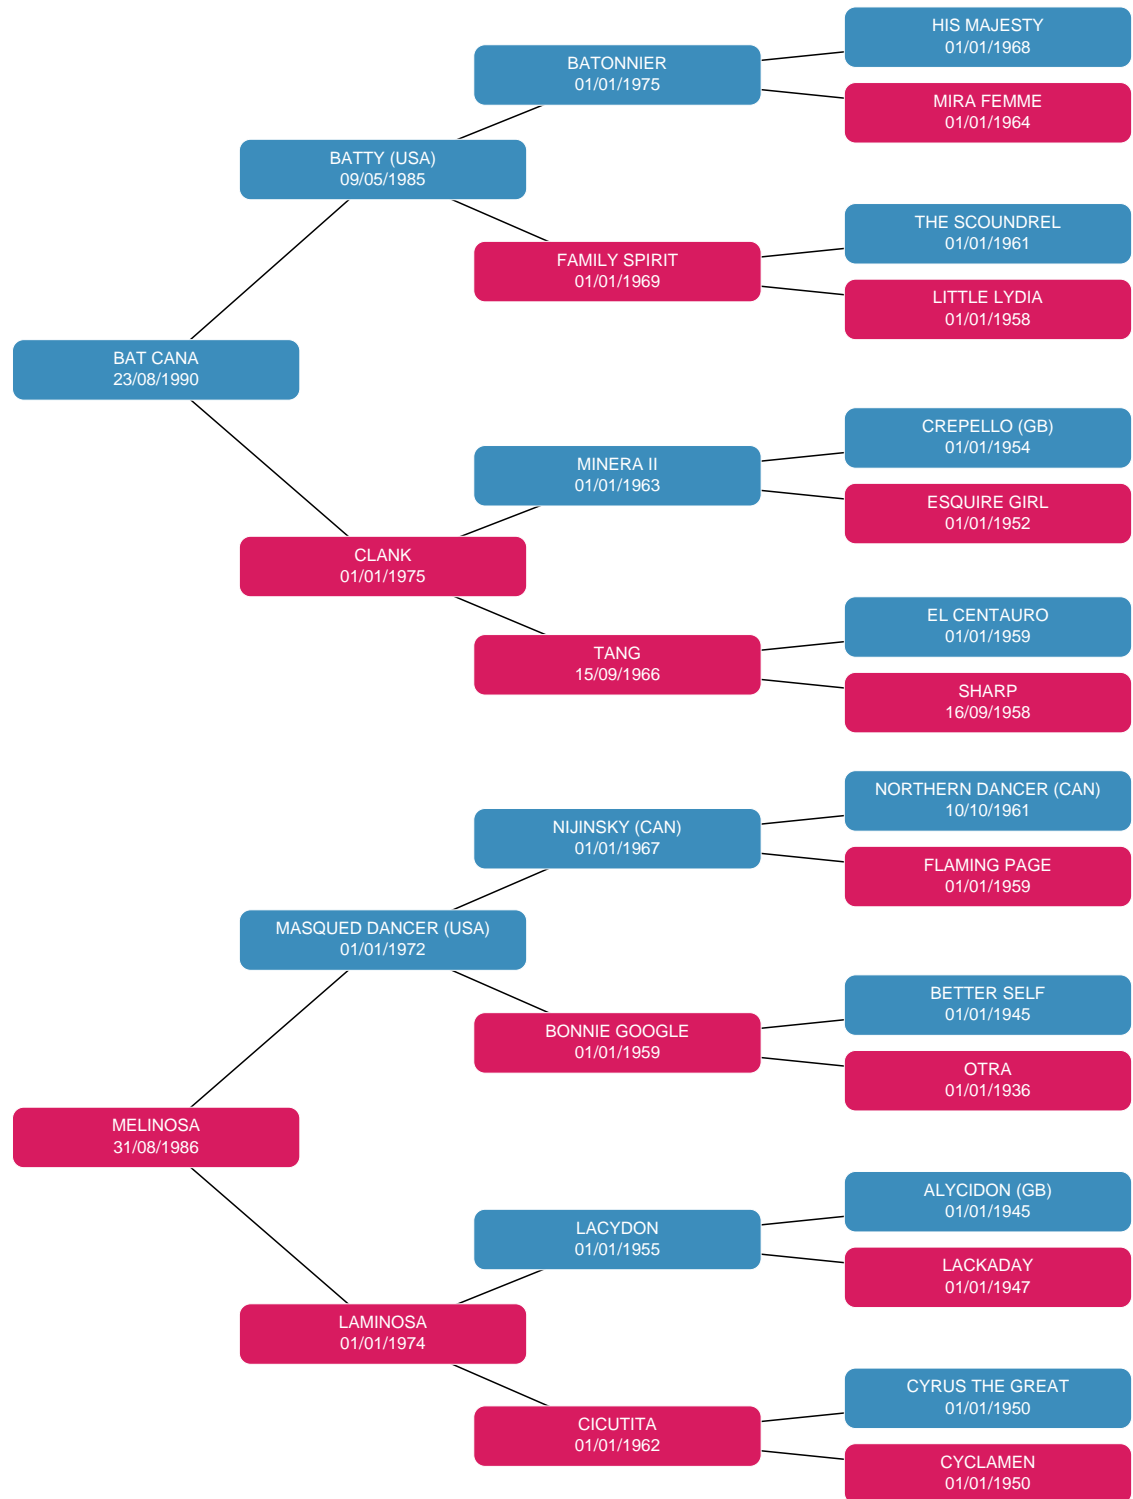 HIS MAJESTY
01/01/1968
BATONNIER
01/01/1975
MIRA FEMME
01/01/1964
BATTY (USA)
09/05/1985
THE SCOUNDREL
01/01/1961
FAMILY SPIRIT
01/01/1969
LITTLE LYDIA
01/01/1958
BAT CANA
23/08/1990
CREPELLO (GB)
01/01/1954
MINERA II
01/01/1963
ESQUIRE GIRL
01/01/1952
CLANK
01/01/1975
EL CENTAURO
01/01/1959
TANG
15/09/1966
SHARP
16/09/1958
NORTHERN DANCER (CAN)
10/10/1961
NIJINSKY (CAN)
01/01/1967
FLAMING PAGE
01/01/1959
MASQUED DANCER (USA)
01/01/1972
BETTER SELF
01/01/1945
BONNIE GOOGLE
01/01/1959
OTRA
01/01/1936
MELINOSA
31/08/1986
ALYCIDON (GB)
01/01/1945
LACYDON
01/01/1955
LACKADAY
01/01/1947
LAMINOSA
01/01/1974
CYRUS THE GREAT
01/01/1950
CICUTITA
01/01/1962
CYCLAMEN
01/01/1950